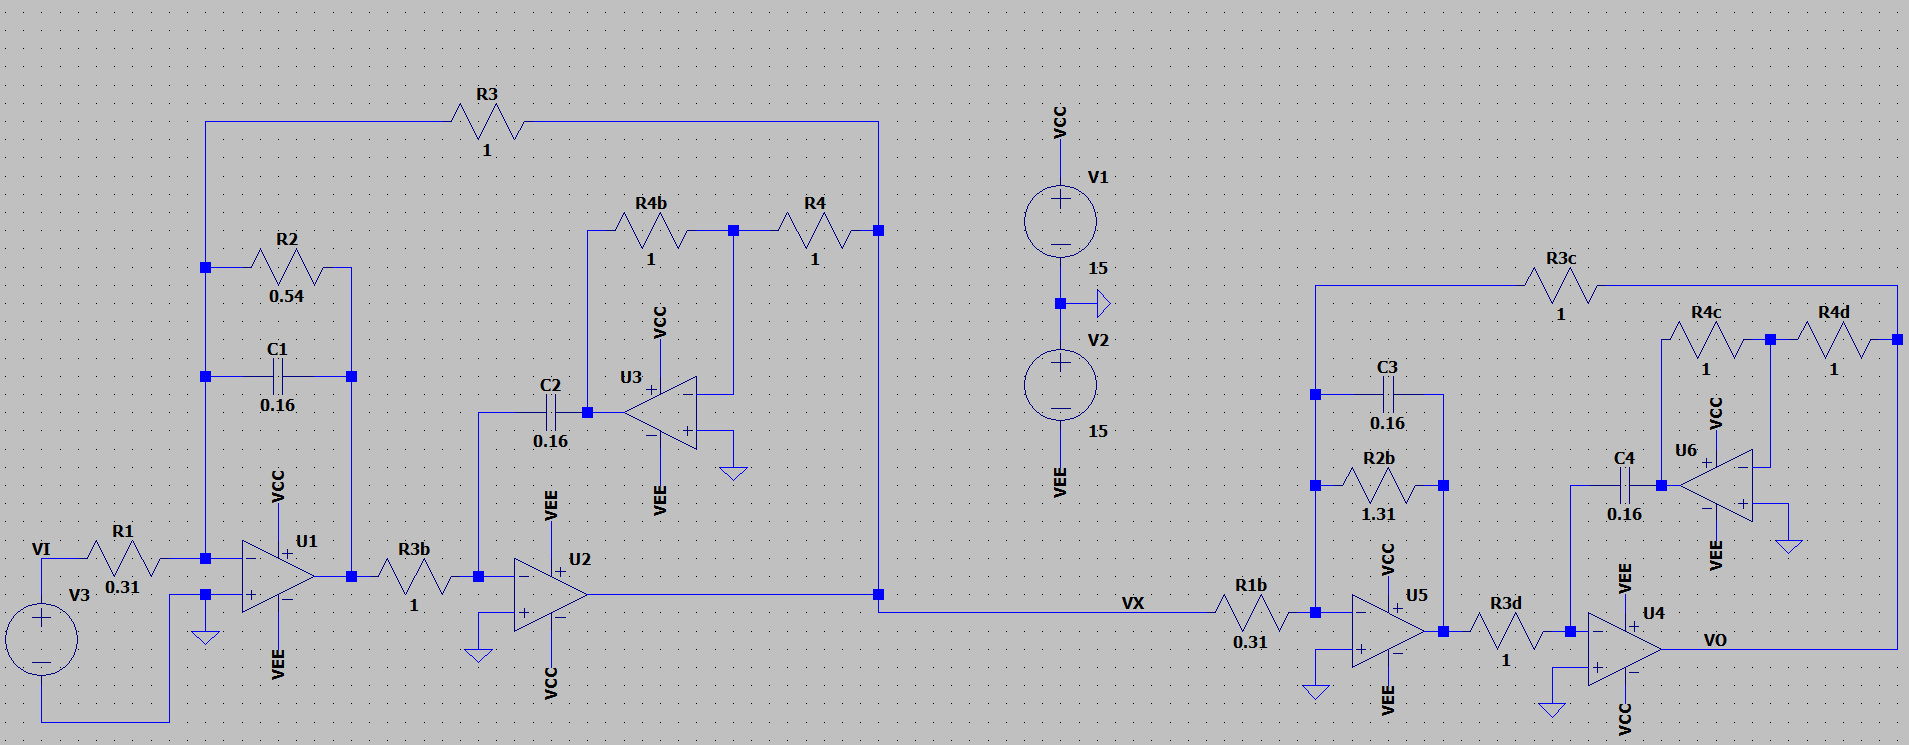 R3
1
R4b
1
R4
1
R2
0.54
C1
0.16
C2
0.16
U3
VCC
VEE
VI
R1
0.31
V3
VCC
U1
VEE
R3b
1
VEE
U2
VCC
VCC
V1
15
V2
15
VEE
VX
R1b
0.31
R3c
1
R4c
1
R4d
1
C3
0.16
R2b
1.31
VCC
U5
VEE
R3d
1
C4
0.16
VCC
U6
VEE
VEE
U4
VCC
VO